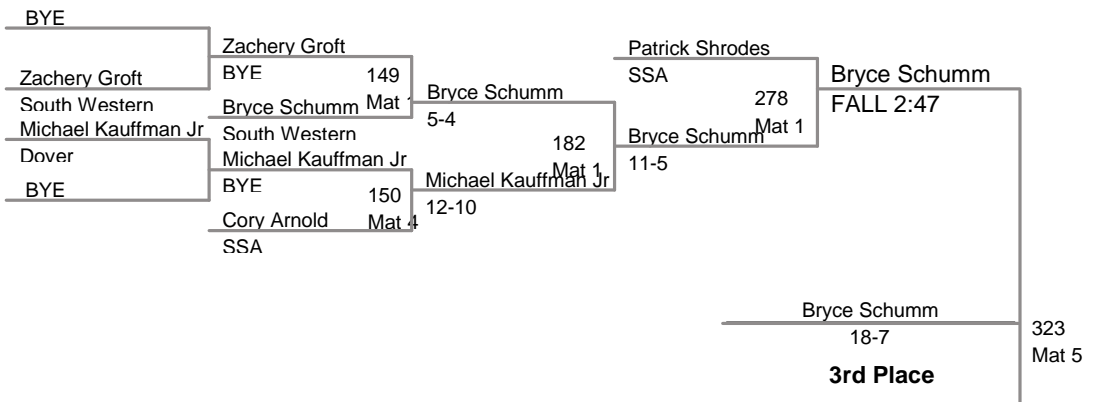 BYE
Zachery Groft
South Western
Michael Kauffman Jr
Dover
BYE
Zachery Groft
BYE
149
Mat 1
Bryce Schumm
South Western
Michael Kauffman Jr
BYE
150
Mat 4
Cory Arnold
SSA
Bryce Schumm
5-4
182
Mat 1
Michael Kauffman Jr
12-10
Patrick Shrodes
SSA
278
Mat 1
Bryce Schumm
11-5
Bryce Schumm
FALL 2:47
Bryce Schumm
18-7
3rd Place
323
Mat 5